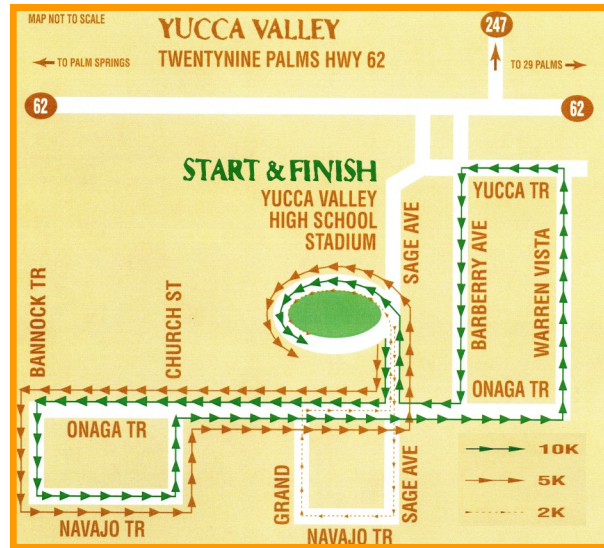 MAP NOT TO SCALE
YUCCA VALLEY
TWENTYNINE PALMS HWY 62
247
TO PALM SPRINGS
TO 29 PALMS
62
62
START & FINISH
YUCCA VALLEY
HIGH SCHOOL
STADIUM
SAGE AVE
YUCCA TR
BARBERRY AVE
WARREN VISTA
BANNOCK TR
CHURCH ST
ONAGA TR
ONAGA TR
GRAND
SAGE AVE
NAVAJO TR
NAVAJO TR
10K
5K
2K